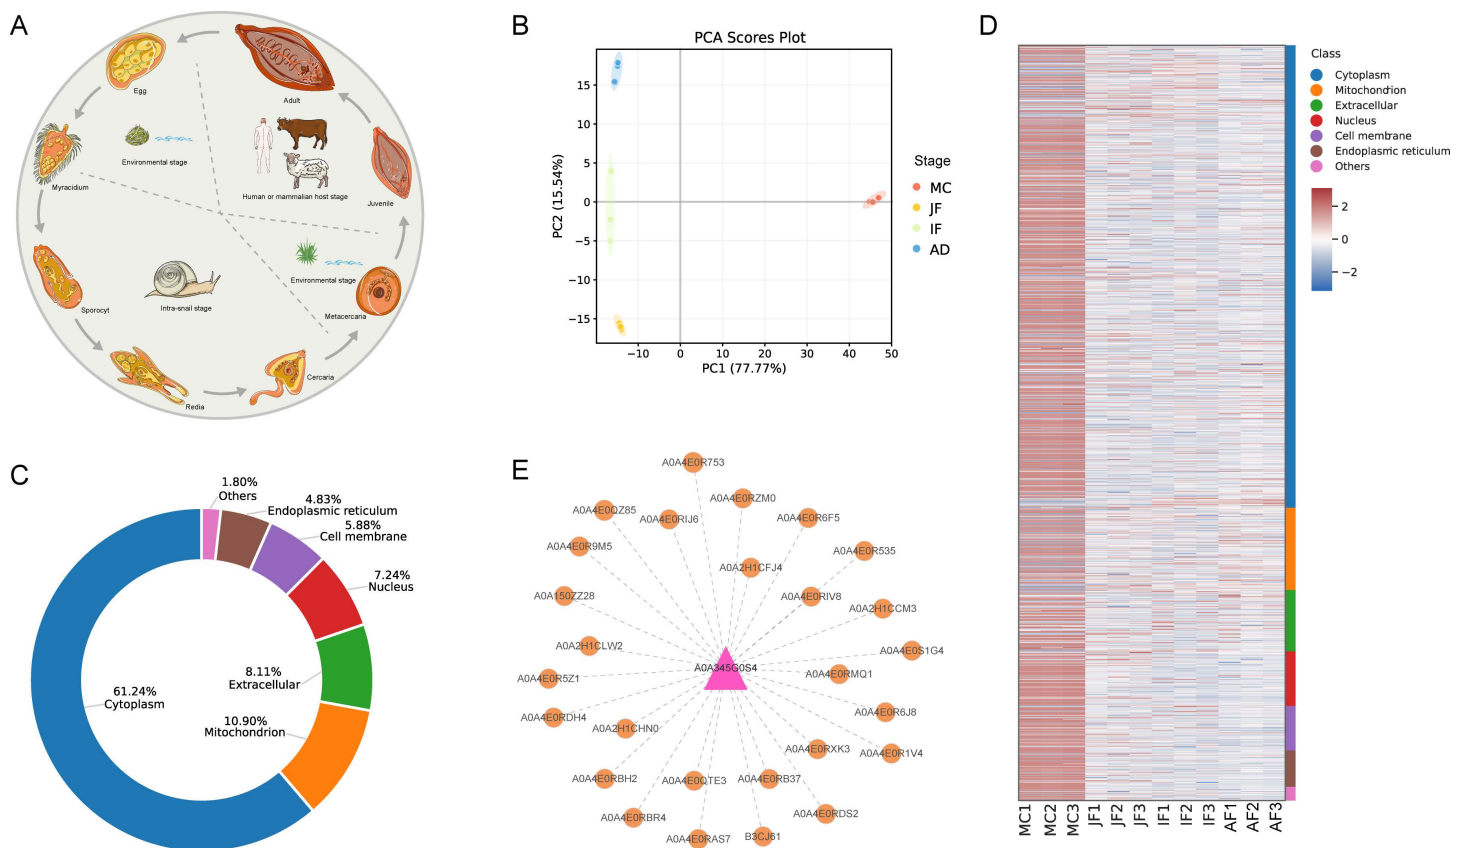 A
Egg
Adult
Myracidium
Environmental stage
Human or mammalian host stage
Juvenile
Environmental stage
Metacercaria
Sporocyt
Intra-snail stage
Redia
Cercaria
B
PCA Scores Plot
PC2 (15.54%)
15
10
5
0
−5
−10
−15
−10
0
10
20
30
40
50
PC1 (77.77%)
Stage
MC
JF
IF
AD
C
1.80%
Others
4.83%
Endoplasmic reticulum
5.88%
Cell membrane
7.24%
Nucleus
8.11%
Extracellular
61.24%
Cytoplasm
10.90%
Mitochondrion
D
Class
Cytoplasm
Mitochondrion
Extracellular
Nucleus
Cell membrane
Endoplasmic reticulum
Others
2
0
−2
MC1
MC2
MC3
JF1
JF2
JF3
IF1
IF2
IF3
AF1
AF2
AF3
E
A0A4E0R753
A0A4E0RZM0
A0A4E0QZ85
A0A4E0RIJ6
A0A4E0R6F5
A0A4E0R9M5
A0A4E0R535
A0A2H1CFJ4
A0A150ZZ28
A0A4E0RIV8
A0A2H1CCM3
A0A2H1CLW2
A0A4E0S1G4
A0A345G0S4
A0A4E0R5Z1
A0A4E0RMQ1
A0A4E0RDH4
A0A4E0R6J8
A0A2H1CHN0
A0A4E0RXK3
A0A4E0R1V4
A0A4E0RBH2
A0A4E0QTE3
A0A4E0RB37
A0A4E0RBR4
A0A4E0RDS2
A0A4E0RAS7
B3CJ61